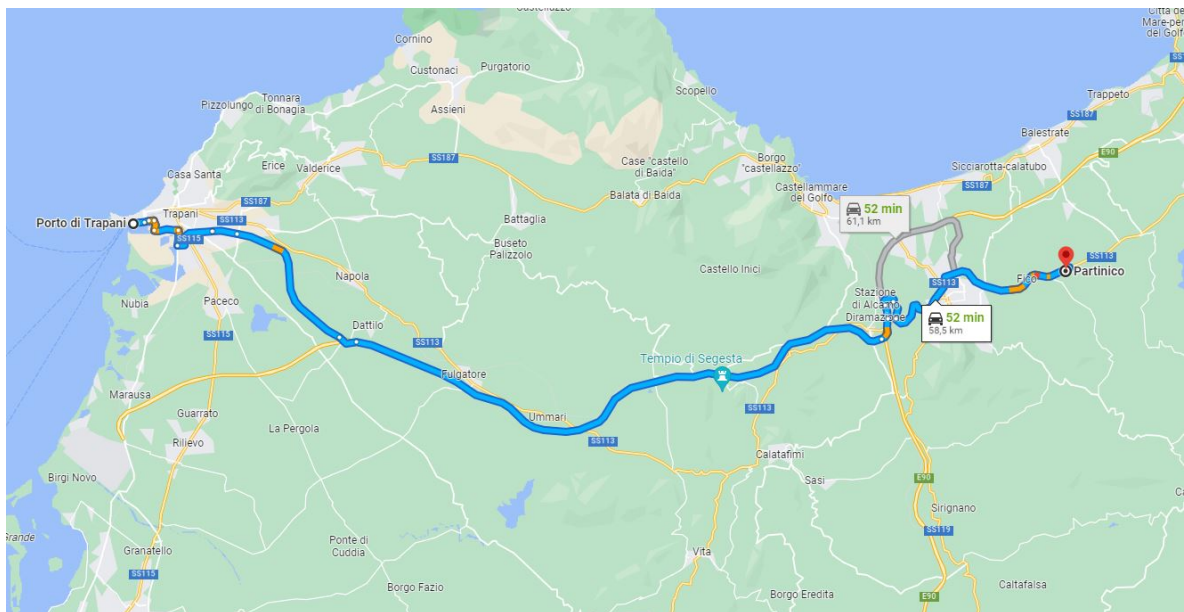 Castellazzo
Città del
Mare-per
del Golfo
Cornino
Custonaci
Purgatorio
Scopello
Trappeto
Tonnara
di Bonagia
Pizzolungo
Assieni
SS187
Balestrate
E90
Erice
Valderice
SS187
Case "castello
di Baida"
Borgo
"castellazzo"
Sicciarotta-calatubo
SS187
Casa Santa
Balata di Baida
Castellammare
del Golfo
SS187
Porto di Trapani
Trapani
SS113
SS115
Battaglia
52 min
61,1 km
Buseto
Palizzolo
SS113
Napola
Castello Inici
Partinico
Nubia
Paceco
SS113
Stazione
di Alcamo
52 min
58,5 km
Dattilo
SS115
SS113
Tempio di Segesta
Fulgatore
Marausa
Guarrato
Ummari
SS113
La Pergola
SS113
Rilievo
Calatafimi
Birgi Novo
Sasi
E90
Sirignano
SS119
Grande
Ponte di
Cuddia
Granatello
Vita
SS115
Borgo Fazio
Borgo Eredita
E90
Caltafalsa